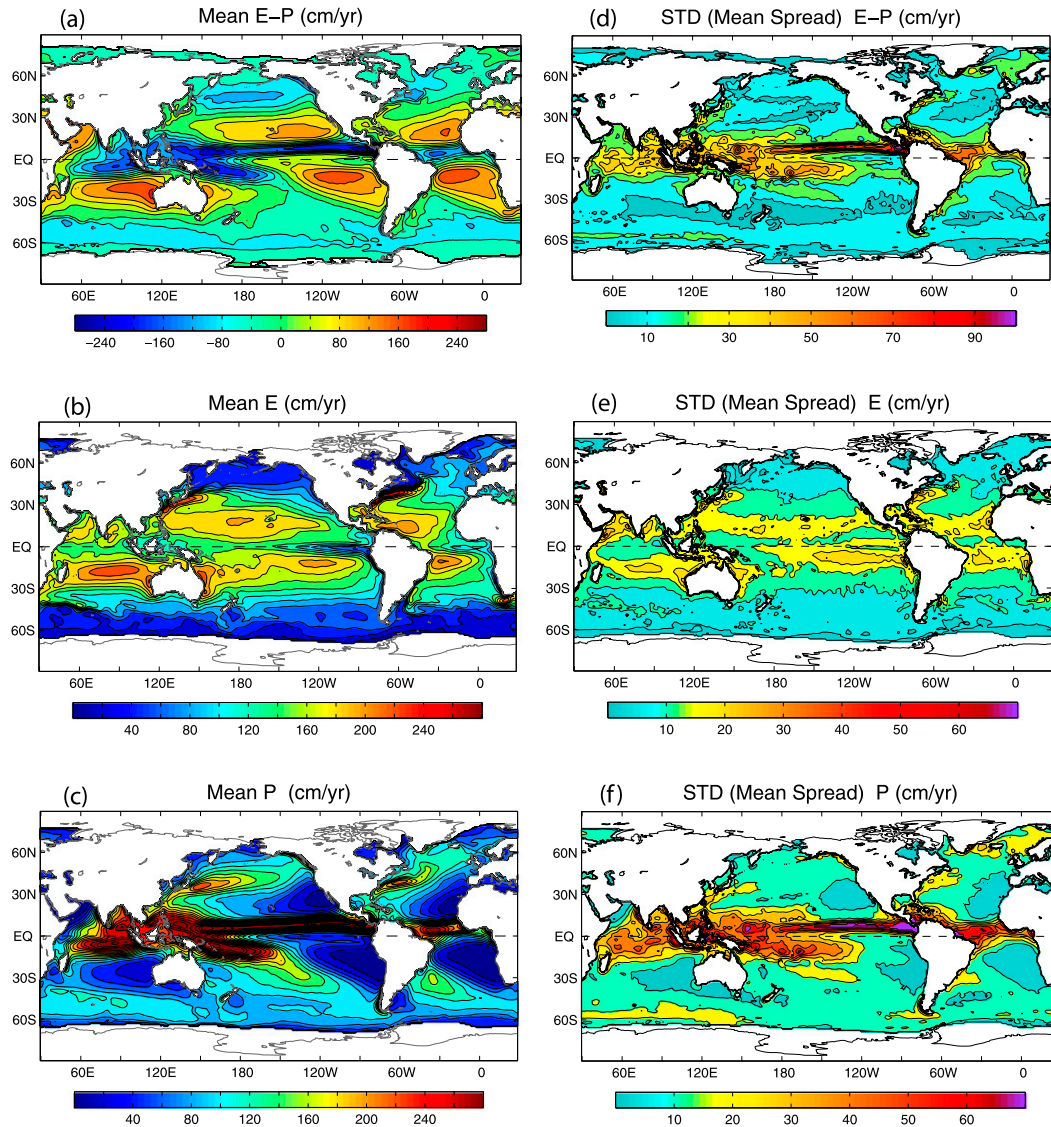 (a) Mean E−P (cm/yr)
60N
30N
EQ
30S
60S
60E 120E 180 120W 60W 0
−240 −160 −80 0 80 160 240
(d) STD (Mean Spread) E-P (cm/yr)
60N
30N
EQ
30S
60S
60E 120E 180 120W 60W 0
10 30 50 70 90
(b) Mean E (cm/yr)
60N
30N
EQ
30S
60S
60E 120E 180 120W 60W 0
40 80 120 160 200 240
(e) STD (Mean Spread) E (cm/yr)
60N
30N
EQ
30S
60S
60E 120E 180 120W 60W 0
10 20 30 40 50 60
(c) Mean P (cm/yr)
60N
30N
EQ
30S
60S
60E 120E 180 120W 60W 0
40 80 120 160 200 240
(f) STD (Mean Spread) P (cm/yr)
60N
30N
EQ
30S
60S
60E 120E 180 120W 60W 0
10 20 30 40 50 60